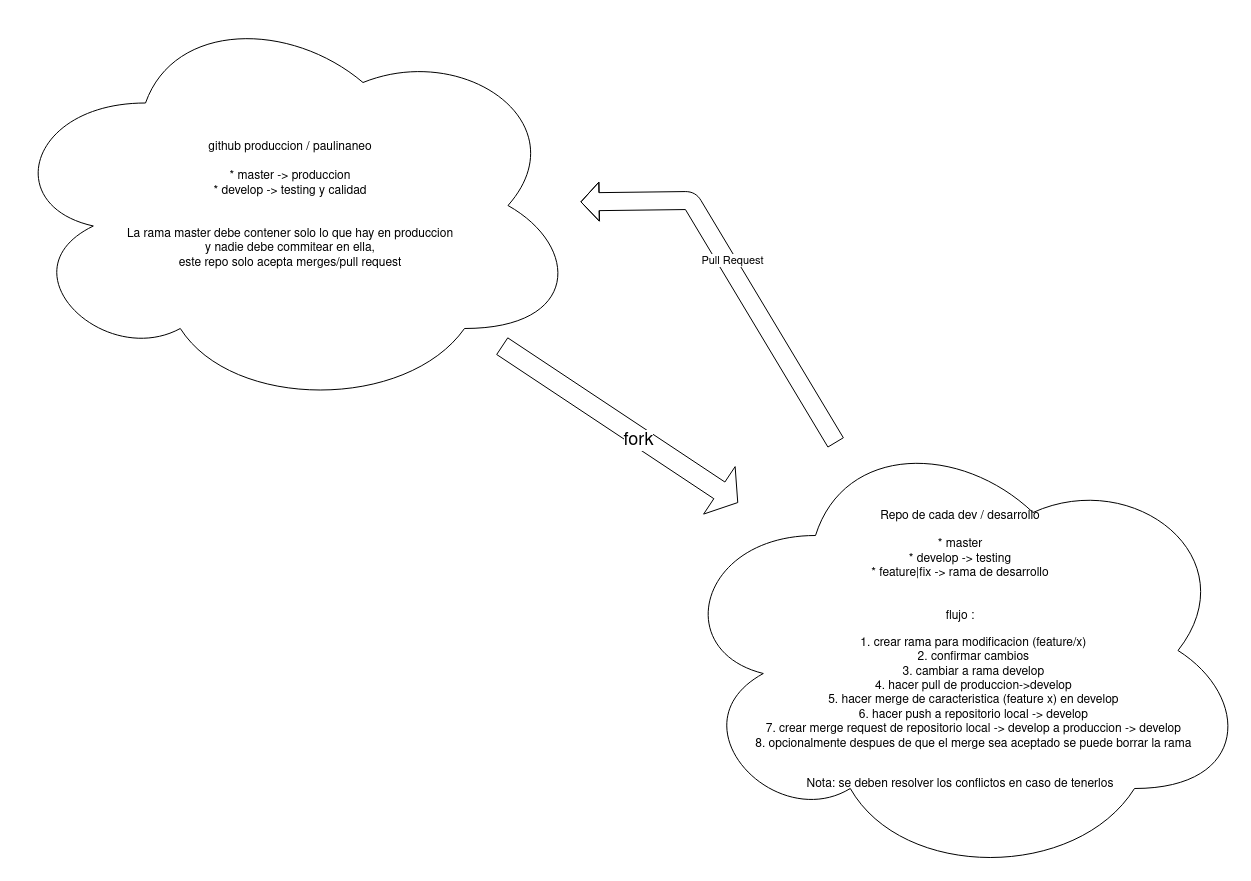 github produccion / paulinaneo
* master -> produccion
* develop -> testing y calidad
La rama master debe contener solo lo que hay en produccion
y nadie debe commitear en ella,
este repo solo acepta merges/pull request
Pull Request
fork
Repo de cada dev / desarrollo
* master
* develop -> testing
* feature|fix -> rama de desarrollo
flujo :
1. crear rama para modificacion (feature/x)
2. confirmar cambios
3. cambiar a rama develop
4. hacer pull de produccion->develop
5. hacer merge de caracteristica (feature x) en develop
6. hacer push a repositorio local -> develop
7. crear merge request de repositorio local -> develop a produccion -> develop
8. opcionalmente despues de que el merge sea aceptado se puede borrar la rama
Nota: se deben resolver los conflictos en caso de tenerlos